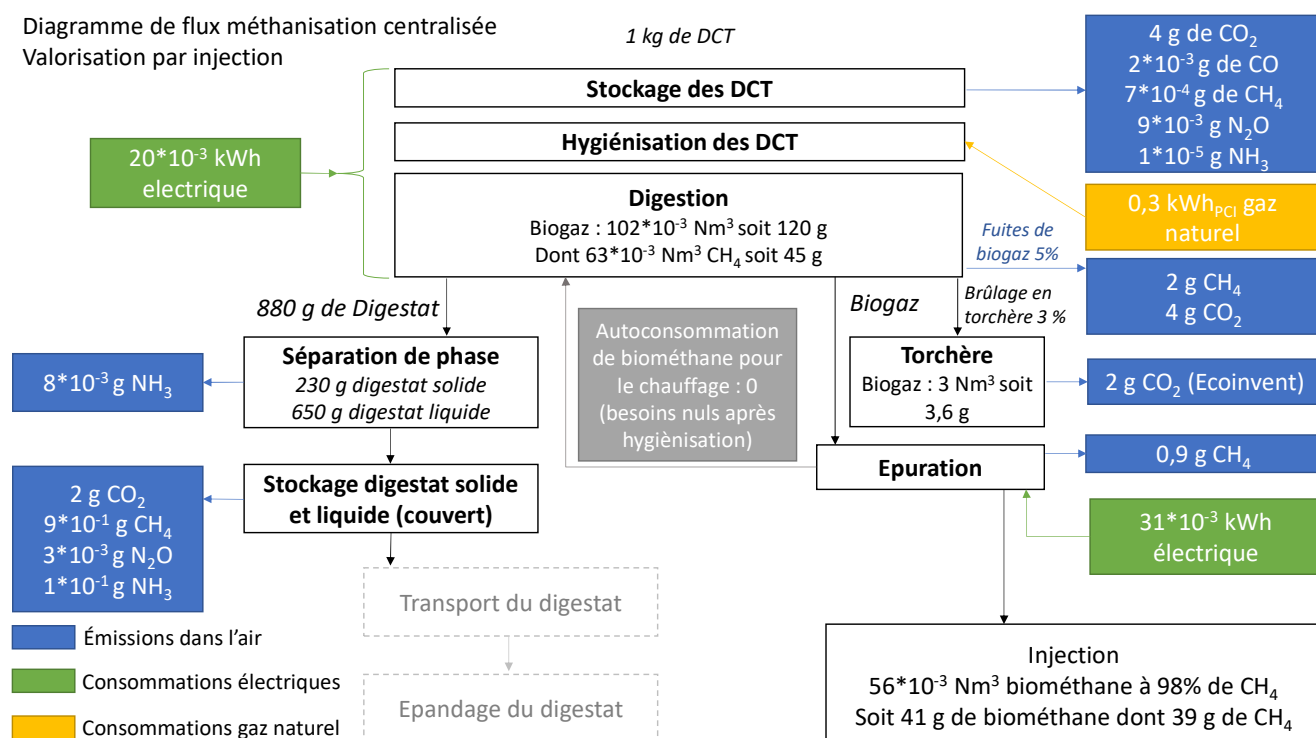 Diagramme de flux méthanisation centralisée
Valorisation par injection
1 kg de DCT
4 g de CO₂
2*10⁻³ g de CO
7*10⁻⁴ g de CH₄
9*10⁻³ g N₂O
1*10⁻⁵ g NH₃
Stockage des DCT
Hygiénisation des DCT
20*10⁻³ kWh
electrique
Digestion
Biogaz : 102*10⁻³ Nm³ soit 120 g
Dont 63*10⁻³ Nm³ CH₄ soit 45 g
0,3 kWhPCI gaz
naturel
Fuites de
biogaz 5%
2 g CH₄
4 g CO₂
880 g de Digestat
Biogaz
Brûlage en
torchère 3 %
Autoconsommation
de biométhane pour
le chauffage : 0
(besoins nuls après
hygiènisation)
Séparation de phase
230 g digestat solide
650 g digestat liquide
8*10⁻³ g NH₃
Torchère
Biogaz : 3 Nm³ soit
3,6 g
2 g CO₂ (Ecoinvent)
Epuration
0,9 g CH₄
Stockage digestat solide
et liquide (couvert)
2 g CO₂
9*10⁻¹ g CH₄
3*10⁻³ g N₂O
1*10⁻¹ g NH₃
31*10⁻³ kWh
électrique
Transport du digestat
Epandage du digestat
Émissions dans l’air
Consommations électriques
Consommations gaz naturel
Injection
56*10⁻³ Nm³ biométhane à 98% de CH₄
Soit 41 g de biométhane dont 39 g de CH₄